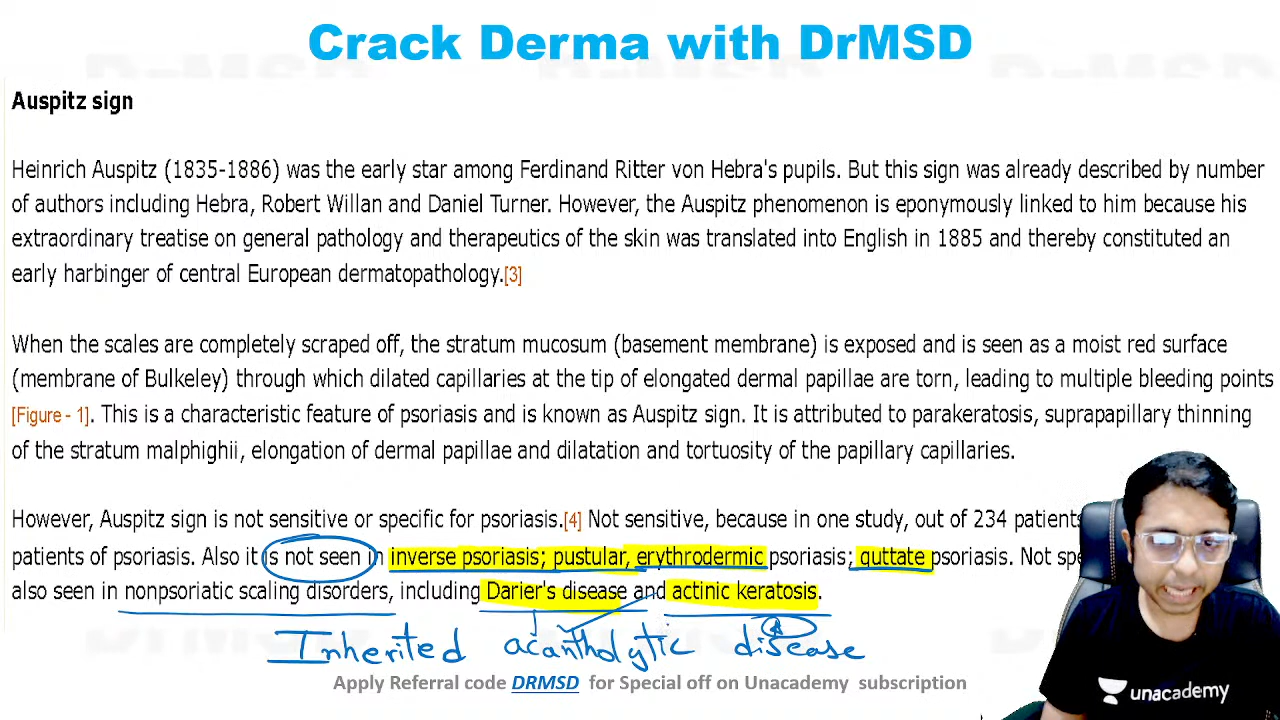 Crack Derma with DrMSD
Auspitz sign
Heinrich Auspitz (1835-1886) was the early star among Ferdinand Ritter von Hebra's pupils. But this sign was already described by number
of authors including Hebra, Robert Willan and Daniel Turner. However, the Auspitz phenomenon is eponymously linked to him because his
extraordinary treatise on general pathology and therapeutics of the skin was translated into English in 1885 and thereby constituted an
early harbinger of central European dermatopathology.[3]
When the scales are completely scraped off, the stratum mucosum (basement membrane) is exposed and is seen as a moist red surface
(membrane of Bulkeley) through which dilated capillaries at the tip of elongated dermal papillae are torn, leading to multiple bleeding points
[Figure - 1]. This is a characteristic feature of psoriasis and is known as Auspitz sign. It is attributed to parakeratosis, suprapapillary thinning
of the stratum malphighii, elongation of dermal papillae and dilatation and tortuosity of the papillary capillaries.
However, Auspitz sign is not sensitive or specific for psoriasis.[4] Not sensitive, because in one study, out of 234 patients
patients of psoriasis. Also it is not seen in inverse psoriasis; pustular, erythrodermic psoriasis; guttate psoriasis. Not
also seen in nonpsoriatic scaling disorders, including Darier's disease and actinic keratosis.
Inherited acantholytic disease
Apply Referral code DRMSD for Special off on Unacademy subscription
unacademy